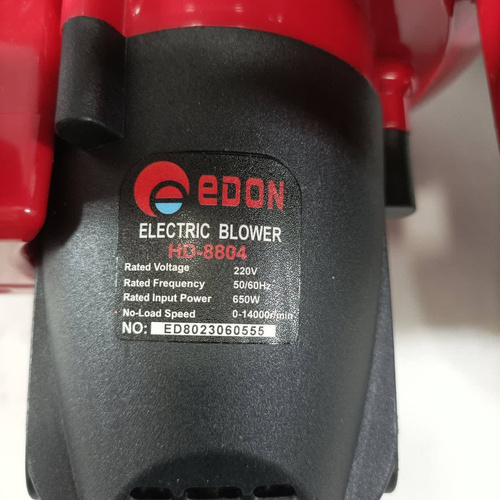 eDON
ELECTRIC BLOWER
HD-8804
Rated Voltage 220V
Rated Frequency 50/60Hz
Rated Input Power 650W
No-Load Speed 0-14000r/min
NO: ED8023060555